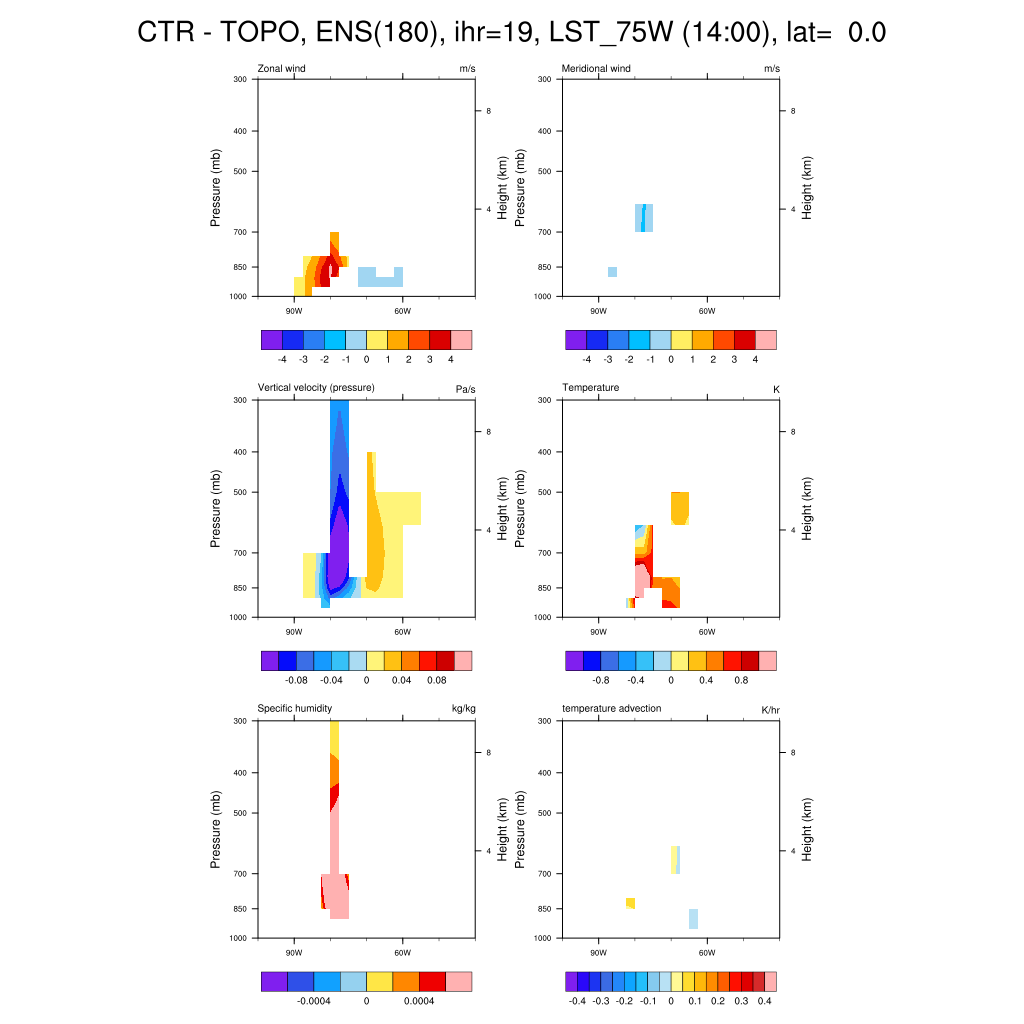 CTR - TOPO, ENS(180), ihr=19, LST_75W (14:00), lat=  0.0
Zonal wind m/s
300
400
500
700
850
1000
Pressure (mb)
8
4
Height (km)
90W 60W
-4 -3 -2 -1 0 1 2 3 4
Meridional wind m/s
300
400
500
700
850
1000
Pressure (mb)
8
4
Height (km)
90W 60W
-4 -3 -2 -1 0 1 2 3 4
Vertical velocity (pressure) Pa/s
300
400
500
700
850
1000
Pressure (mb)
8
4
Height (km)
90W 60W
-0.08 -0.04 0 0.04 0.08
Temperature K
300
400
500
700
850
1000
Pressure (mb)
8
4
Height (km)
90W 60W
-0.8 -0.4 0 0.4 0.8
Specific humidity kg/kg
300
400
500
700
850
1000
Pressure (mb)
8
4
Height (km)
90W 60W
-0.0004 0 0.0004
temperature advection K/hr
300
400
500
700
850
1000
Pressure (mb)
8
4
Height (km)
90W 60W
-0.4 -0.3 -0.2 -0.1 0 0.1 0.2 0.3 0.4